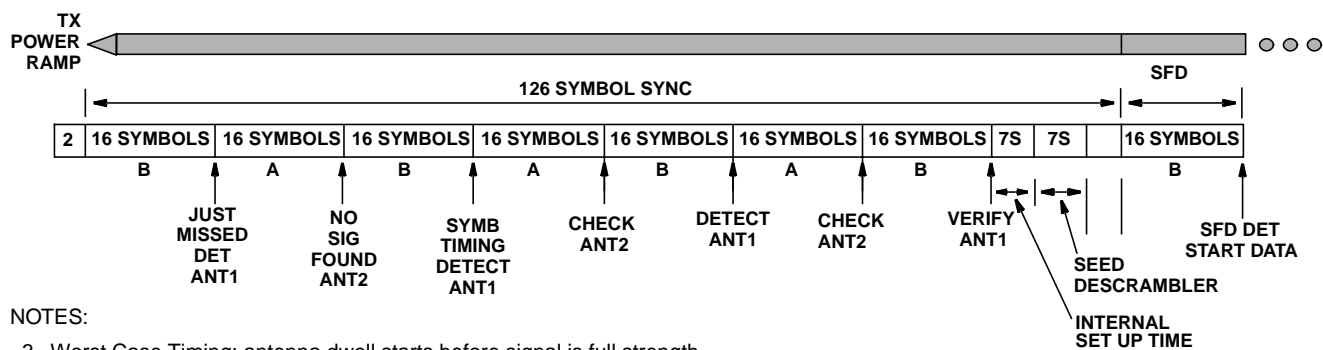 TX
POWER
RAMP
SFD
126 SYMBOL SYNC
2 16 SYMBOLS 16 SYMBOLS 16 SYMBOLS 16 SYMBOLS 16 SYMBOLS 16 SYMBOLS 16 SYMBOLS 7S 7S 16 SYMBOLS
B A B A B A B B
JUST
MISSED
DET
ANT1
NO
SIG
FOUND
ANT2
SYMB
TIMING
DETECT
ANT1
CHECK
ANT2
DETECT
ANT1
CHECK
ANT2
VERIFY
ANT1
SEED
DESCRAMBLER
INTERNAL
SET UP TIME
SFD DET
START DATA
NOTES: